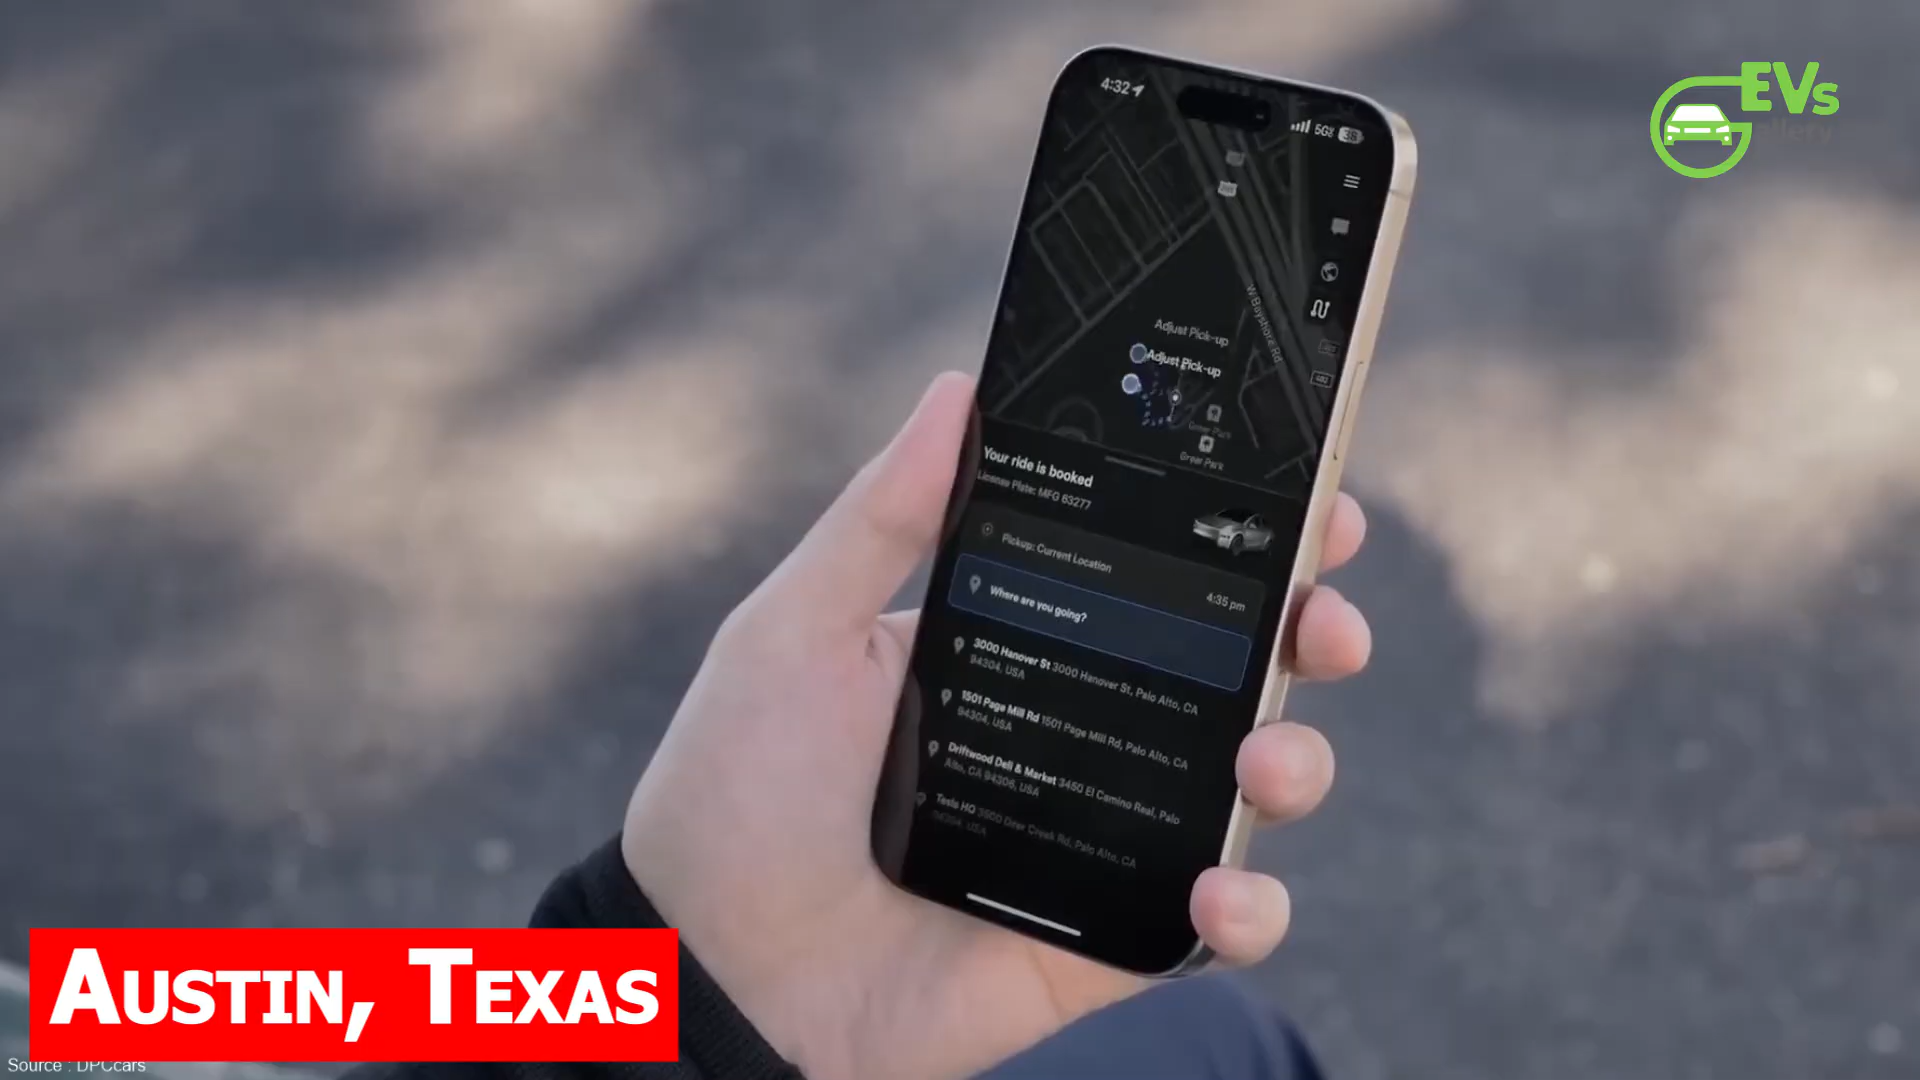 EVs
4:32
5G
38
W Bayshore Rd
Adjust Pick-up
Adjust Pick-up
Greer Park
Greer Park
Your ride is booked
License Plate: MFG 63277
Pickup: Current Location
4:35 pm
Where are you going?
3000 Hanover St 3000 Hanover St, Palo Alto, CA
94304, USA
1501 Page Mill Rd 1501 Page Mill Rd, Palo Alto, CA
94304, USA
Driftwood Deli & Market 3450 El Camino Real, Palo
Alto, CA 94306, USA
Tesla HQ 3500 Deer Creek Rd, Palo Alto, CA
94304, USA
Austin, Texas
Source : DPCcars